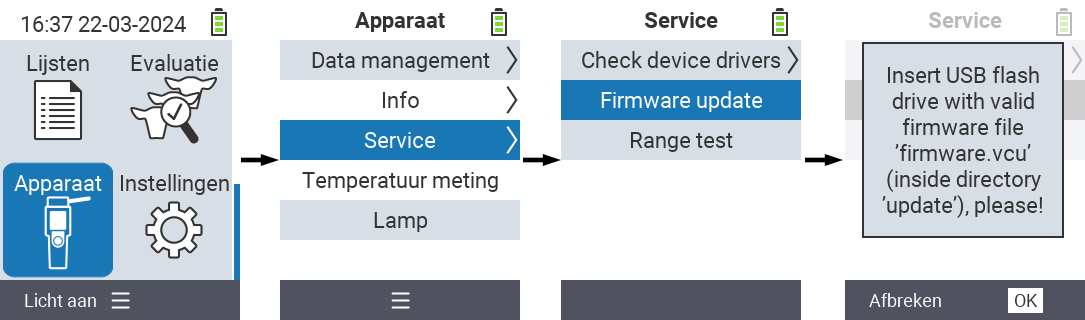 16:37 22-03-2024
Lijsten
Evaluatie
Apparaat
Instellingen
Licht aan
Apparaat
Data management
Info
Service
Temperatuur meting
Lamp
Service
Check device drivers
Firmware update
Range test
Service
Insert USB flash
drive with valid
firmware file
'firmware.vcu'
(inside directory
'update'), please!
Afbreken
OK